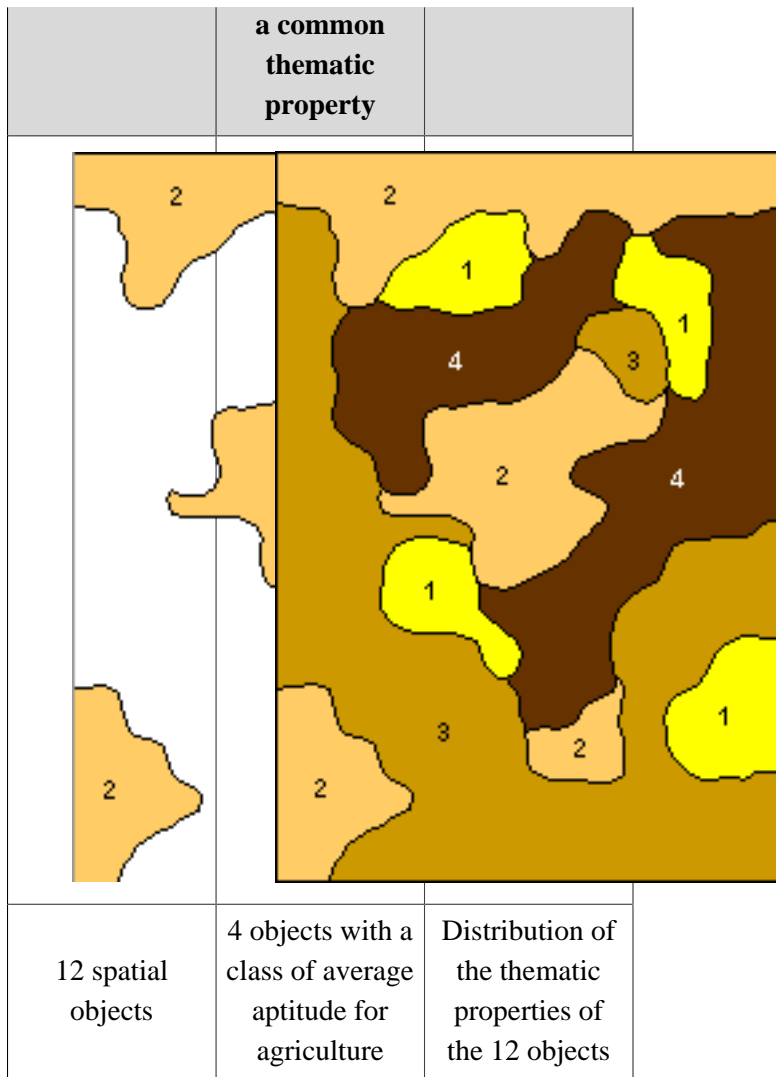 a common
thematic
property
2
2
1
1
4
3
2
4
1
1
3
2
2
2
12 spatial
objects
4 objects with a
class of average
aptitude for
agriculture
Distribution of
the thematic
properties of
the 12 objects